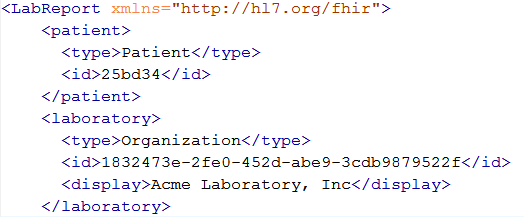 <LabReport xmlns="http://hl7.org/fhir">
<patient>
<type>Patient</type>
<id>25bd34</id>
</patient>
<laboratory>
<type>Organization</type>
<id>1832473e-2fe0-452d-abe9-3cdb9879522f</id>
<display>Acme Laboratory, Inc</display>
</laboratory>